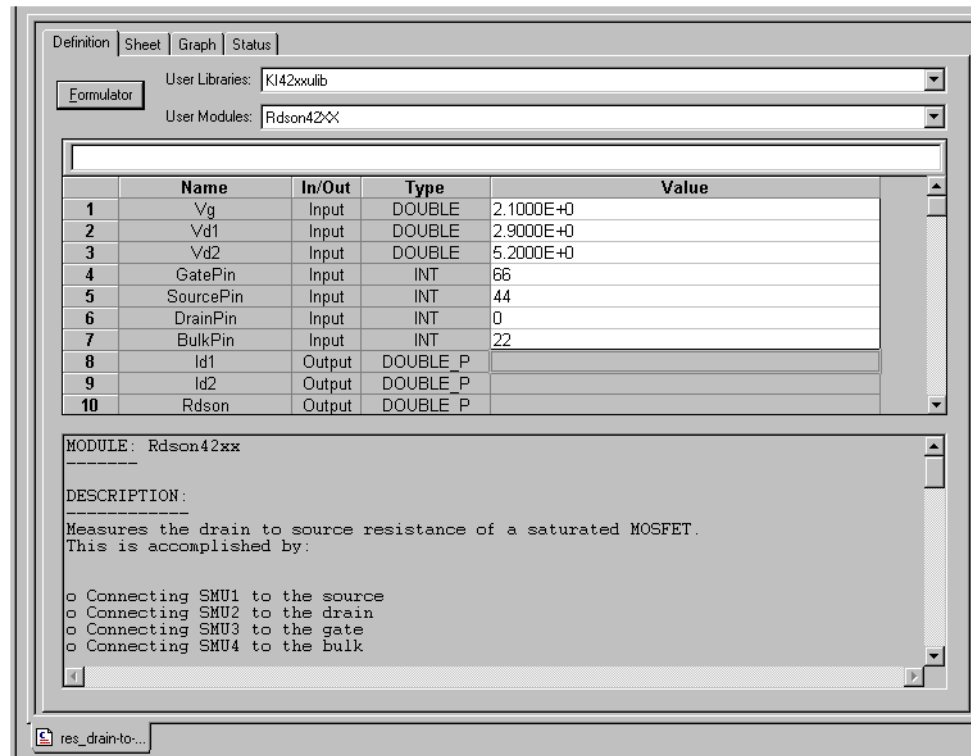 Definition Sheet Graph Status
Formulator
User Libraries: KI42xxulib
User Modules: Rdson42XX
Name In/Out Type Value
1 Vg Input DOUBLE 2.1000E+0
2 Vd1 Input DOUBLE 2.9000E+0
3 Vd2 Input DOUBLE 5.2000E+0
4 GatePin Input INT 66
5 SourcePin Input INT 44
6 DrainPin Input INT 0
7 BulkPin Input INT 22
8 Id1 Output DOUBLE_P
9 Id2 Output DOUBLE_P
10 Rdson Output DOUBLE_P
MODULE: Rdson42xx
-------
DESCRIPTION:
------------
Measures the drain to source resistance of a saturated MOSFET.
This is accomplished by:
o Connecting SMU1 to the source
o Connecting SMU2 to the drain
o Connecting SMU3 to the gate
o Connecting SMU4 to the bulk
res_drain-to-...